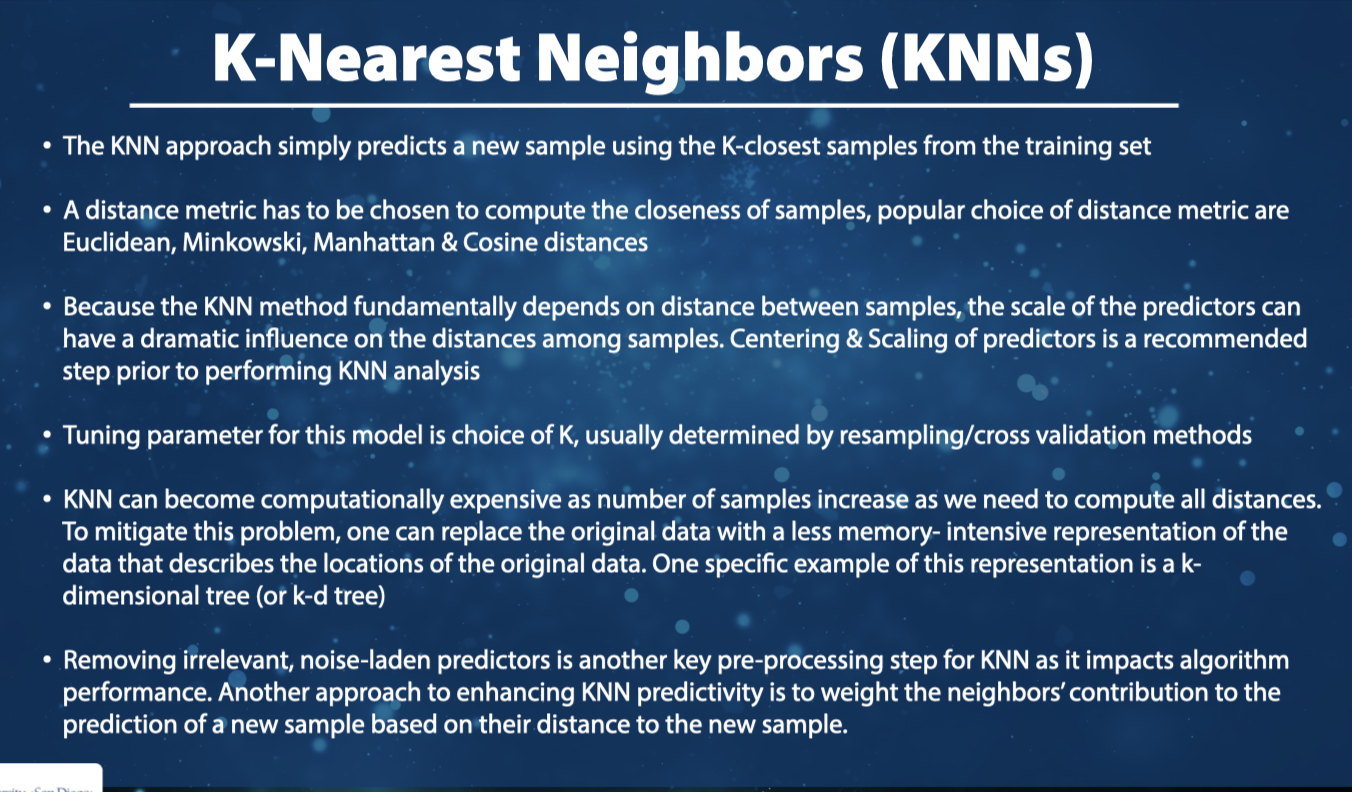 K-Nearest Neighbors (KNNs)
• The KNN approach simply predicts a new sample using the K-closest samples from the training set
• A distance metric has to be chosen to compute the closeness of samples, popular choice of distance metric are
Euclidean, Minkowski, Manhattan & Cosine distances
• Because the KNN method fundamentally depends on distance between samples, the scale of the predictors can
have a dramatic influence on the distances among samples. Centering & Scaling of predictors is a recommended
step prior to performing KNN analysis
• Tuning parameter for this model is choice of K, usually determined by resampling/cross validation methods
• KNN can become computationally expensive as number of samples increase as we need to compute all distances.
To mitigate this problem, one can replace the original data with a less memory- intensive representation of the
data that describes the locations of the original data. One specific example of this representation is a k-
dimensional tree (or k-d tree)
• Removing irrelevant, noise-laden predictors is another key pre-processing step for KNN as it impacts algorithm
performance. Another approach to enhancing KNN predictivity is to weight the neighbors' contribution to the
prediction of a new sample based on their distance to the new sample.